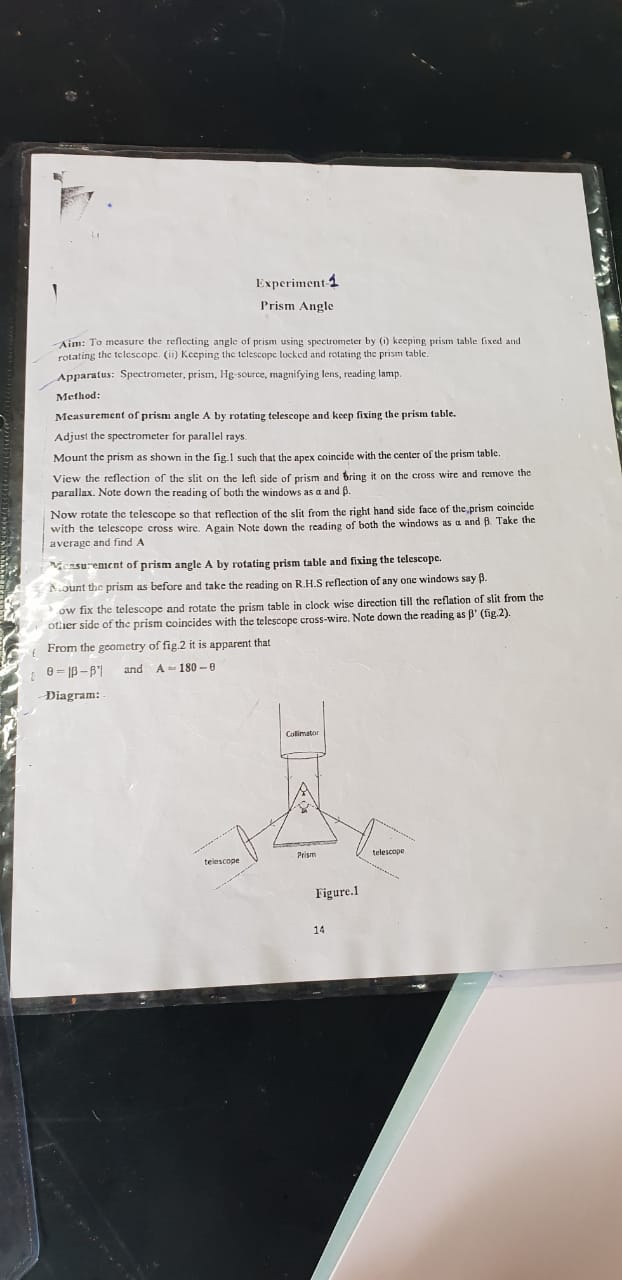 Experiment-1
Prism Angle
Aim: To measure the reflecting angle of prism using spectrometer by (i) keeping prism table fixed and
rotating the telescope. (ii) Keeping the telescope locked and rotating the prism table.
Apparatus: Spectrometer, prism, Hg-source, magnifying lens, reading lamp.
Method:
Measurement of prism angle A by rotating telescope and keep fixing the prism table.
Adjust the spectrometer for parallel rays.
Mount the prism as shown in the fig.1 such that the apex coincide with the center of the prism table.
View the reflection of the slit on the left side of prism and bring it on the cross wire and remove the
parallax. Note down the reading of both the windows as α and β.
Now rotate the telescope so that reflection of the slit from the right hand side face of the prism coincide
with the telescope cross wire. Again Note down the reading of both the windows as α and β. Take the
average and find A
Measurement of prism angle A by rotating prism table and fixing the telescope.
Mount the prism as before and take the reading on R.H.S reflection of any one windows say β.
ow fix the telescope and rotate the prism table in clock wise direction till the reflation of slit from the
other side of the prism coincides with the telescope cross-wire. Note down the reading as β' (fig.2).
From the geometry of fig.2 it is apparent that
θ = |β – β'| and A = 180 – θ
Diagram:
Collimator
telescope
Prism
telescope
Figure.1
14